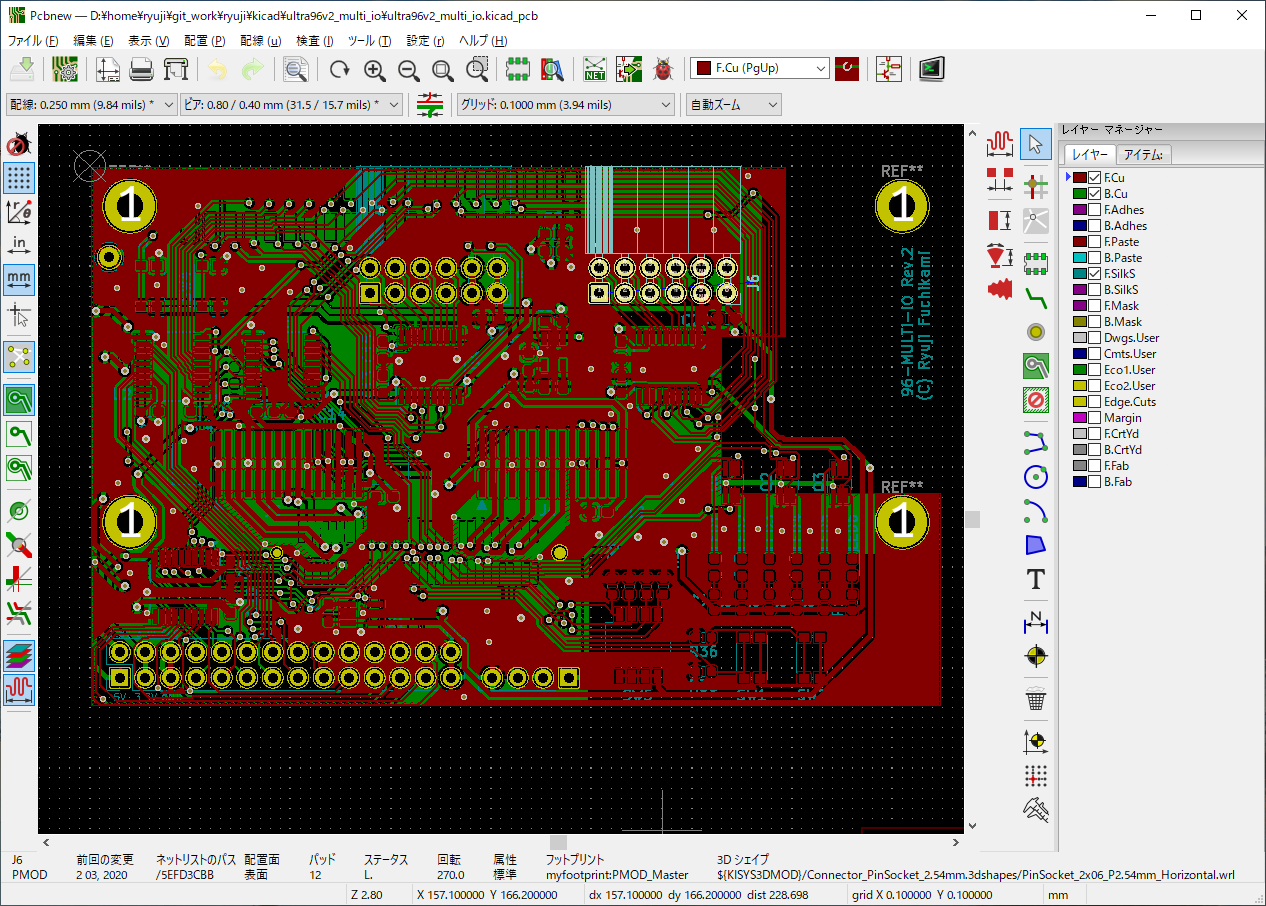 Pcbnew — D:¥home¥ryuji¥git_work¥ryuji¥kicad¥ultra96v2_multi_io¥ultra96v2_multi_io.kicad_pcb
ファイル (F) 編集 (E) 表示 (V) 配置 (P) 配線 (u) 検査 (I) ツール (T) 設定 (r) ヘルプ (H)
NET
F.Cu (PgUp)
配線: 0.250 mm (9.84 mils) *
ビア: 0.80 / 0.40 mm (31.5 / 15.7 mils) *
グリッド: 0.1000 mm (3.94 mils)
自動ズーム
in
mm
REF**
1
1
J6
96-MULTI-IO Rev.2
(C) Ryuji Fuchikami
REF**
1
1
T
N
レイヤー マネージャー
レイヤー アイテム:
F.Cu
B.Cu
F.Adhes
B.Adhes
F.Paste
B.Paste
F.SilkS
B.SilkS
F.Mask
B.Mask
Dwgs.User
Cmts.User
Eco1.User
Eco2.User
Edge.Cuts
Margin
F.CrtYd
B.CrtYd
F.Fab
B.Fab
J6 前回の変更 ネットリストのパス 配置面 パッド ステータス 回転 属性 フットプリント 3D シェイプ
PMOD 2 03, 2020 /5EFD3CBB 表面 12 L. 270.0 標準 myfootprint:PMOD_Master ${KISYS3DMOD}/Connector_PinSocket_2.54mm.3dshapes/PinSocket_2x06_P2.54mm_Horizontal.wrl
Z 2.80 X 157.100000 Y 166.200000 dx 157.100000 dy 166.200000 dist 228.698 grid X 0.100000 Y 0.100000 mm